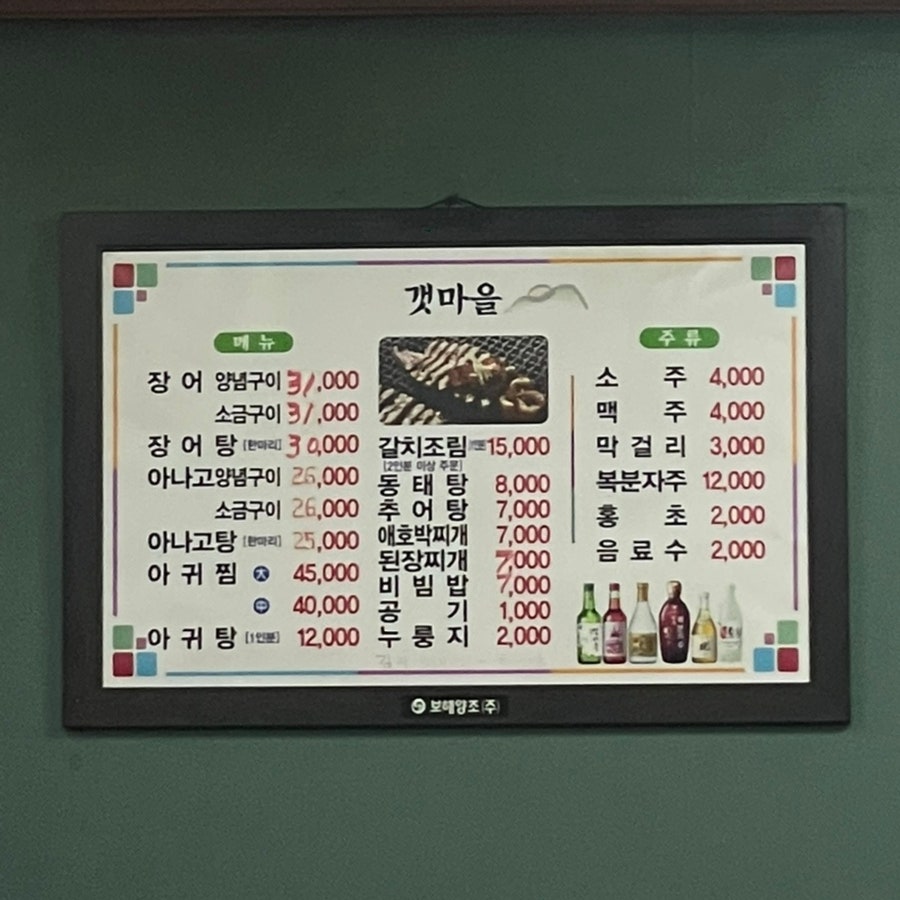 갯마을
메뉴
장어 양념구이 31,000
소금구이 31,000
장어탕 [한마리] 30,000
아나고양념구이 26,000
소금구이 26,000
아나고탕 [한마리] 25,000
아귀찜 大 45,000
中 40,000
아귀탕 [1인분] 12,000
갈치조림 15,000
[2인분 이상 주문]
동태탕 8,000
추어탕 7,000
애호박찌개 7,000
된장찌개 7,000
비빔밥 7,000
공기 1,000
누룽지 2,000
주류
소주 4,000
맥주 4,000
막걸리 3,000
복분자주 12,000
홍초 2,000
음료수 2,000
보해양조(주)